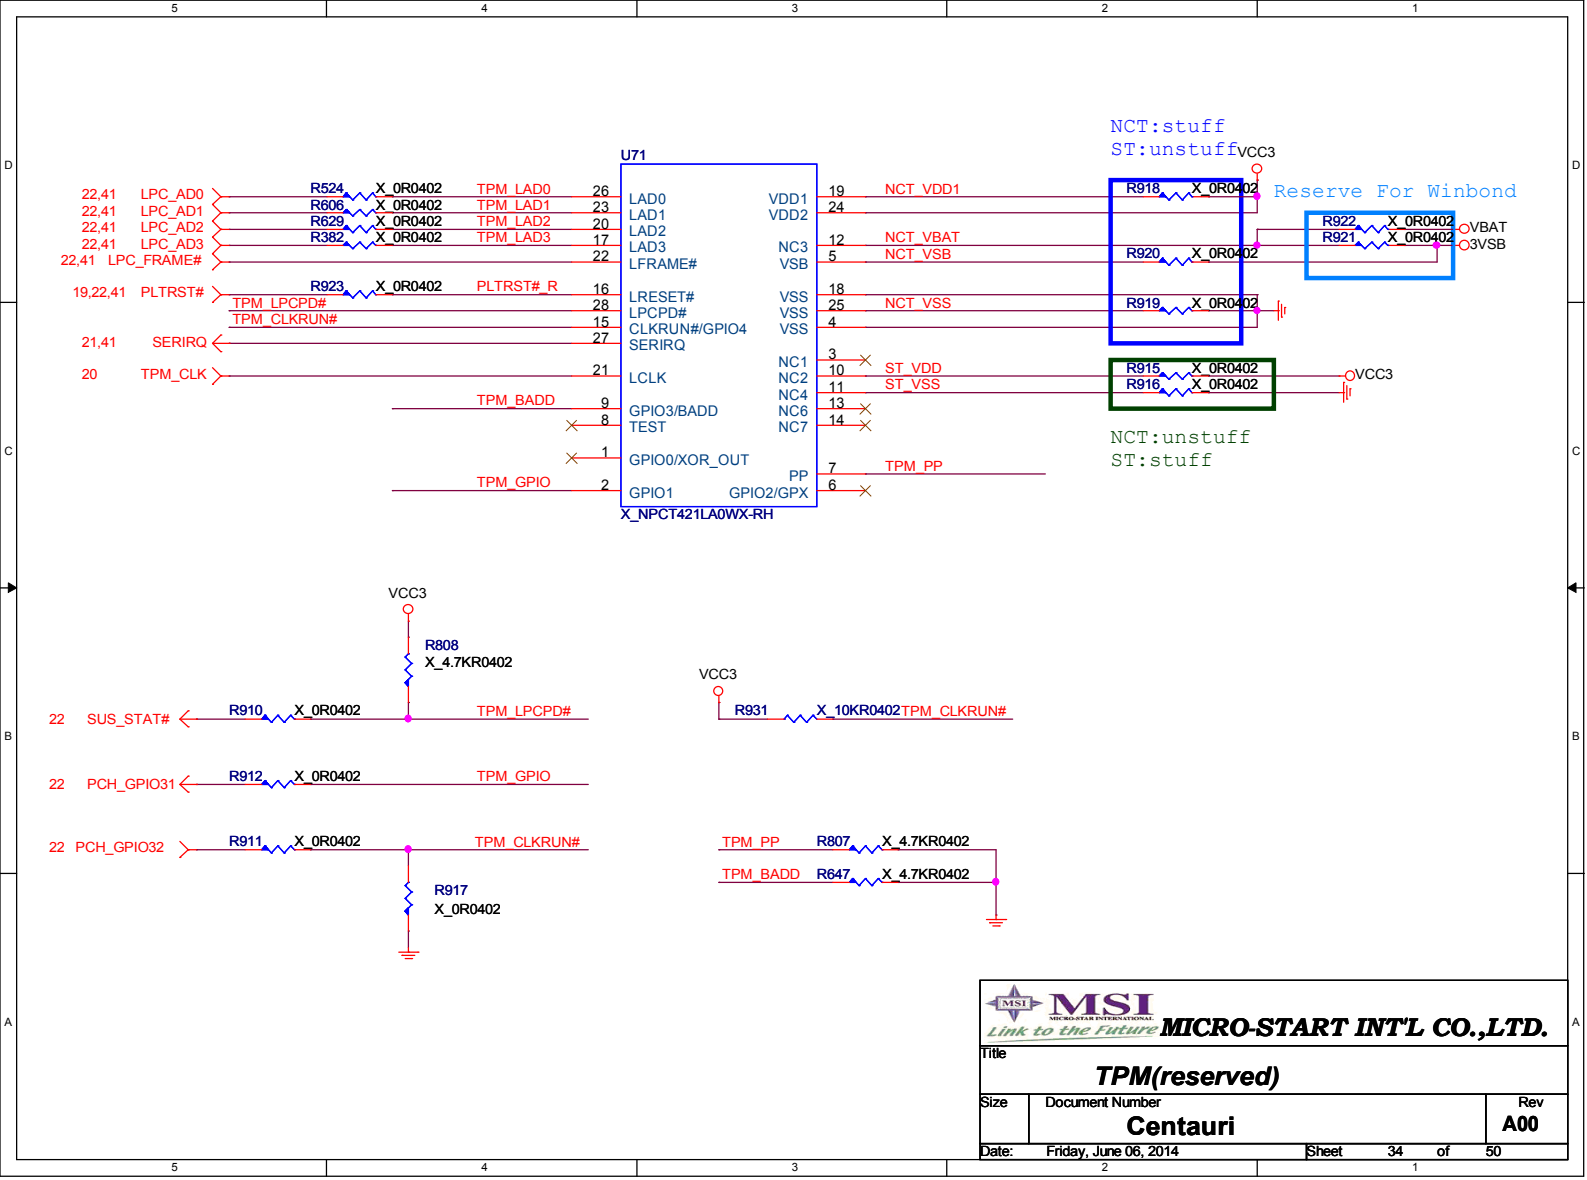 5 4 3 2 1
NCT:stuff
ST:unstuff
VCC3
U71
D D
22,41 LPC_AD0 R524 X_0R0402 TPM_LAD0 26 LAD0 VDD1 19 NCT_VDD1 R918 X_0R0402 Reserve For Winbond
22,41 LPC_AD1 R606 X_0R0402 TPM_LAD1 23 LAD1 VDD2 24
22,41 LPC_AD2 R629 X_0R0402 TPM_LAD2 20 LAD2 R922 X_0R0402 VBAT
22,41 LPC_AD3 R382 X_0R0402 TPM_LAD3 17 LAD3 NC3 12 NCT_VBAT R921 X_0R0402 3VSB
22,41 LPC_FRAME# 22 LFRAME# VSB 5 NCT_VSB R920 X_0R0402
19,22,41 PLTRST# R923 X_0R0402 PLTRST#_R 16 LRESET# VSS 18
TPM_LPCPD# 28 LPCPD# VSS 25 NCT_VSS R919 X_0R0402
TPM_CLKRUN# 15 CLKRUN#/GPIO4 VSS 4
21,41 SERIRQ 27 SERIRQ
NC1 3
20 TPM_CLK 21 LCLK NC2 10 ST_VDD R915 X_0R0402 VCC3
NC4 11 ST_VSS R916 X_0R0402
TPM_BADD 9 GPIO3/BADD NC6 13
8 TEST NC7 14
NCT:unstuff
ST:stuff
C C
1 GPIO0/XOR_OUT
PP 7 TPM_PP
TPM_GPIO 2 GPIO1 GPIO2/GPX 6
X_NPCT421LA0WX-RH
VCC3
R808
X_4.7KR0402
VCC3
22 SUS_STAT# R910 X_0R0402 TPM_LPCPD# R931 X_10KR0402 TPM_CLKRUN#
B B
22 PCH_GPIO31 R912 X_0R0402 TPM_GPIO
22 PCH_GPIO32 R911 X_0R0402 TPM_CLKRUN# TPM_PP R807 X_4.7KR0402
TPM_BADD R647 X_4.7KR0402
R917
X_0R0402
A A
MSI MSI
MICRO-STAR INTERNATIONAL
Link to the Future MICRO-START INT'L CO.,LTD.
Title
TPM(reserved)
Size Document Number Rev
Centauri A00
Date: Friday, June 06, 2014 Sheet 34 of 50
5 4 3 2 1